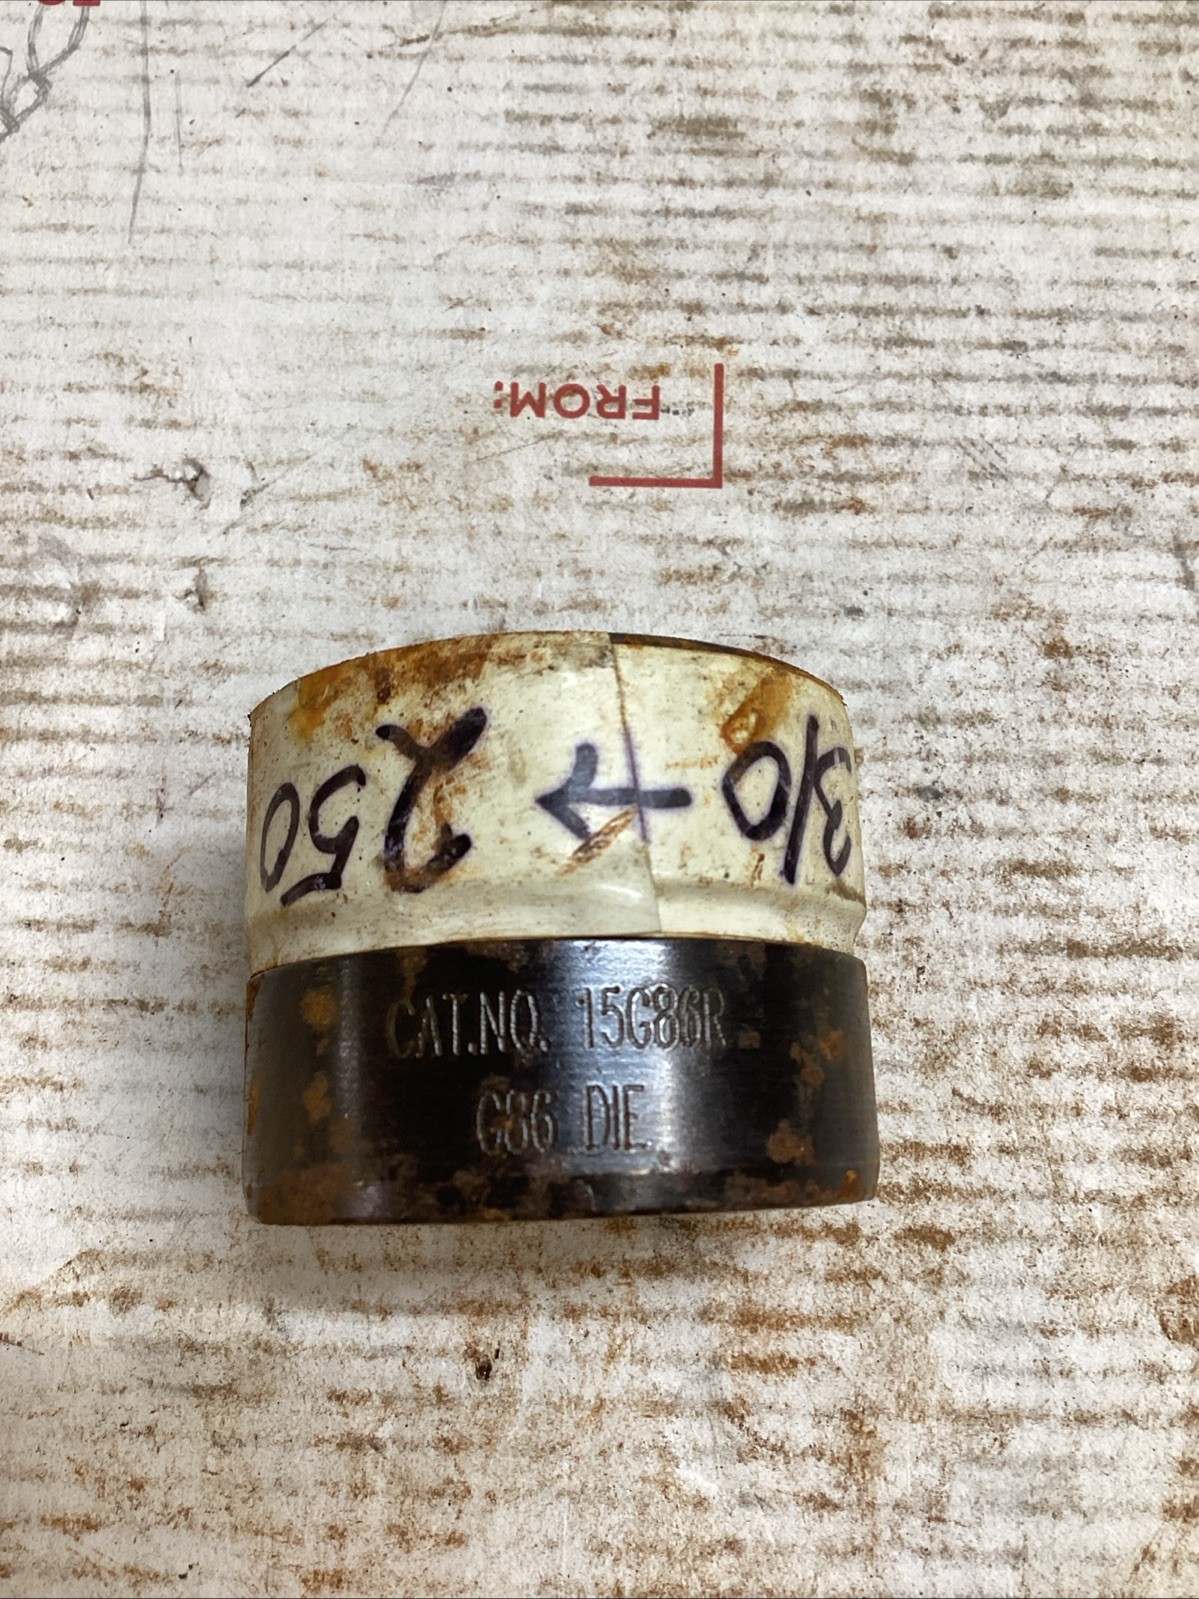 FROM:
3/0 → 250
CAT.NO. 15G86R
G86 DIE